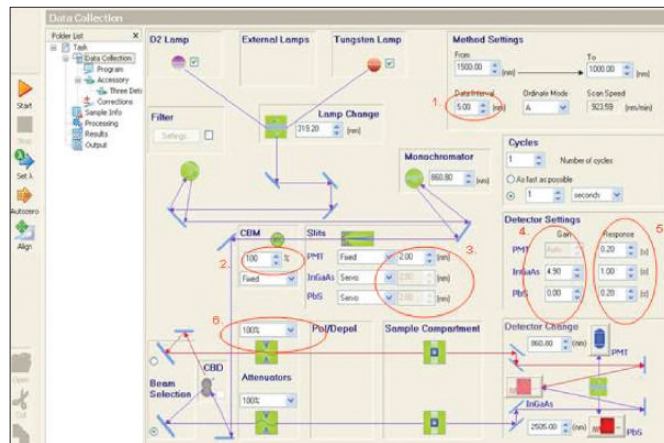 Data Collection
Folder List X
Task
Data Collection
Program
Accessory
Three Dete
Corrections
Sample Info
Processing
Results
Output
Start
Stop
Set λ
Autozero
Align
Open
Cut
D2 Lamp
External Lamps
Tungsten Lamp
Lamp Change
319.20 (nm)
Filter
Settings...
Monochromator
860.80 (nm)
Method Settings
From To
1500.00 (nm) 1000.00 (nm)
Data Interval Ordinate Mode Scan Speed
1. 5.00 (nm) A 923.59 (nm/min)
Cycles
1 Number of cycles
As fast as possible
1 seconds
CBM
2. 100 %
Fixed
Slits
3.
PMT Fixed 2.00 (nm)
InGaAs Servo 2.00 (nm)
PbS Servo 2.00 (nm)
Detector Settings
4. Gain Response 5.
PMT Auto 0.20 (s)
InGaAs 4.90 1.00 (s)
PbS 0.00 0.20 (s)
6. 100%
Pol/Depol
Sample Compartment
Detector Change
860.80 (nm)
PMT
CBD
Beam Selection
Attenuators
100%
InGaAs
2505.00 (nm)
PbS